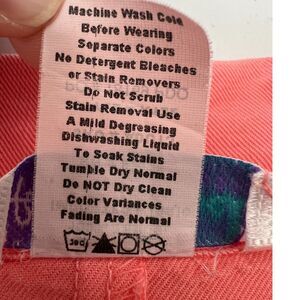 Machine Wash Cold
Before Wearing
Separate Colors
No Detergent Bleaches
or Stain Removers
Do Not Scrub
Stain Removal Use
A Mild Degreasing
Dishwashing Liquid
To Soak Stains
Tumble Dry Normal
Do NOT Dry Clean
Color Variances
Fading Are Normal